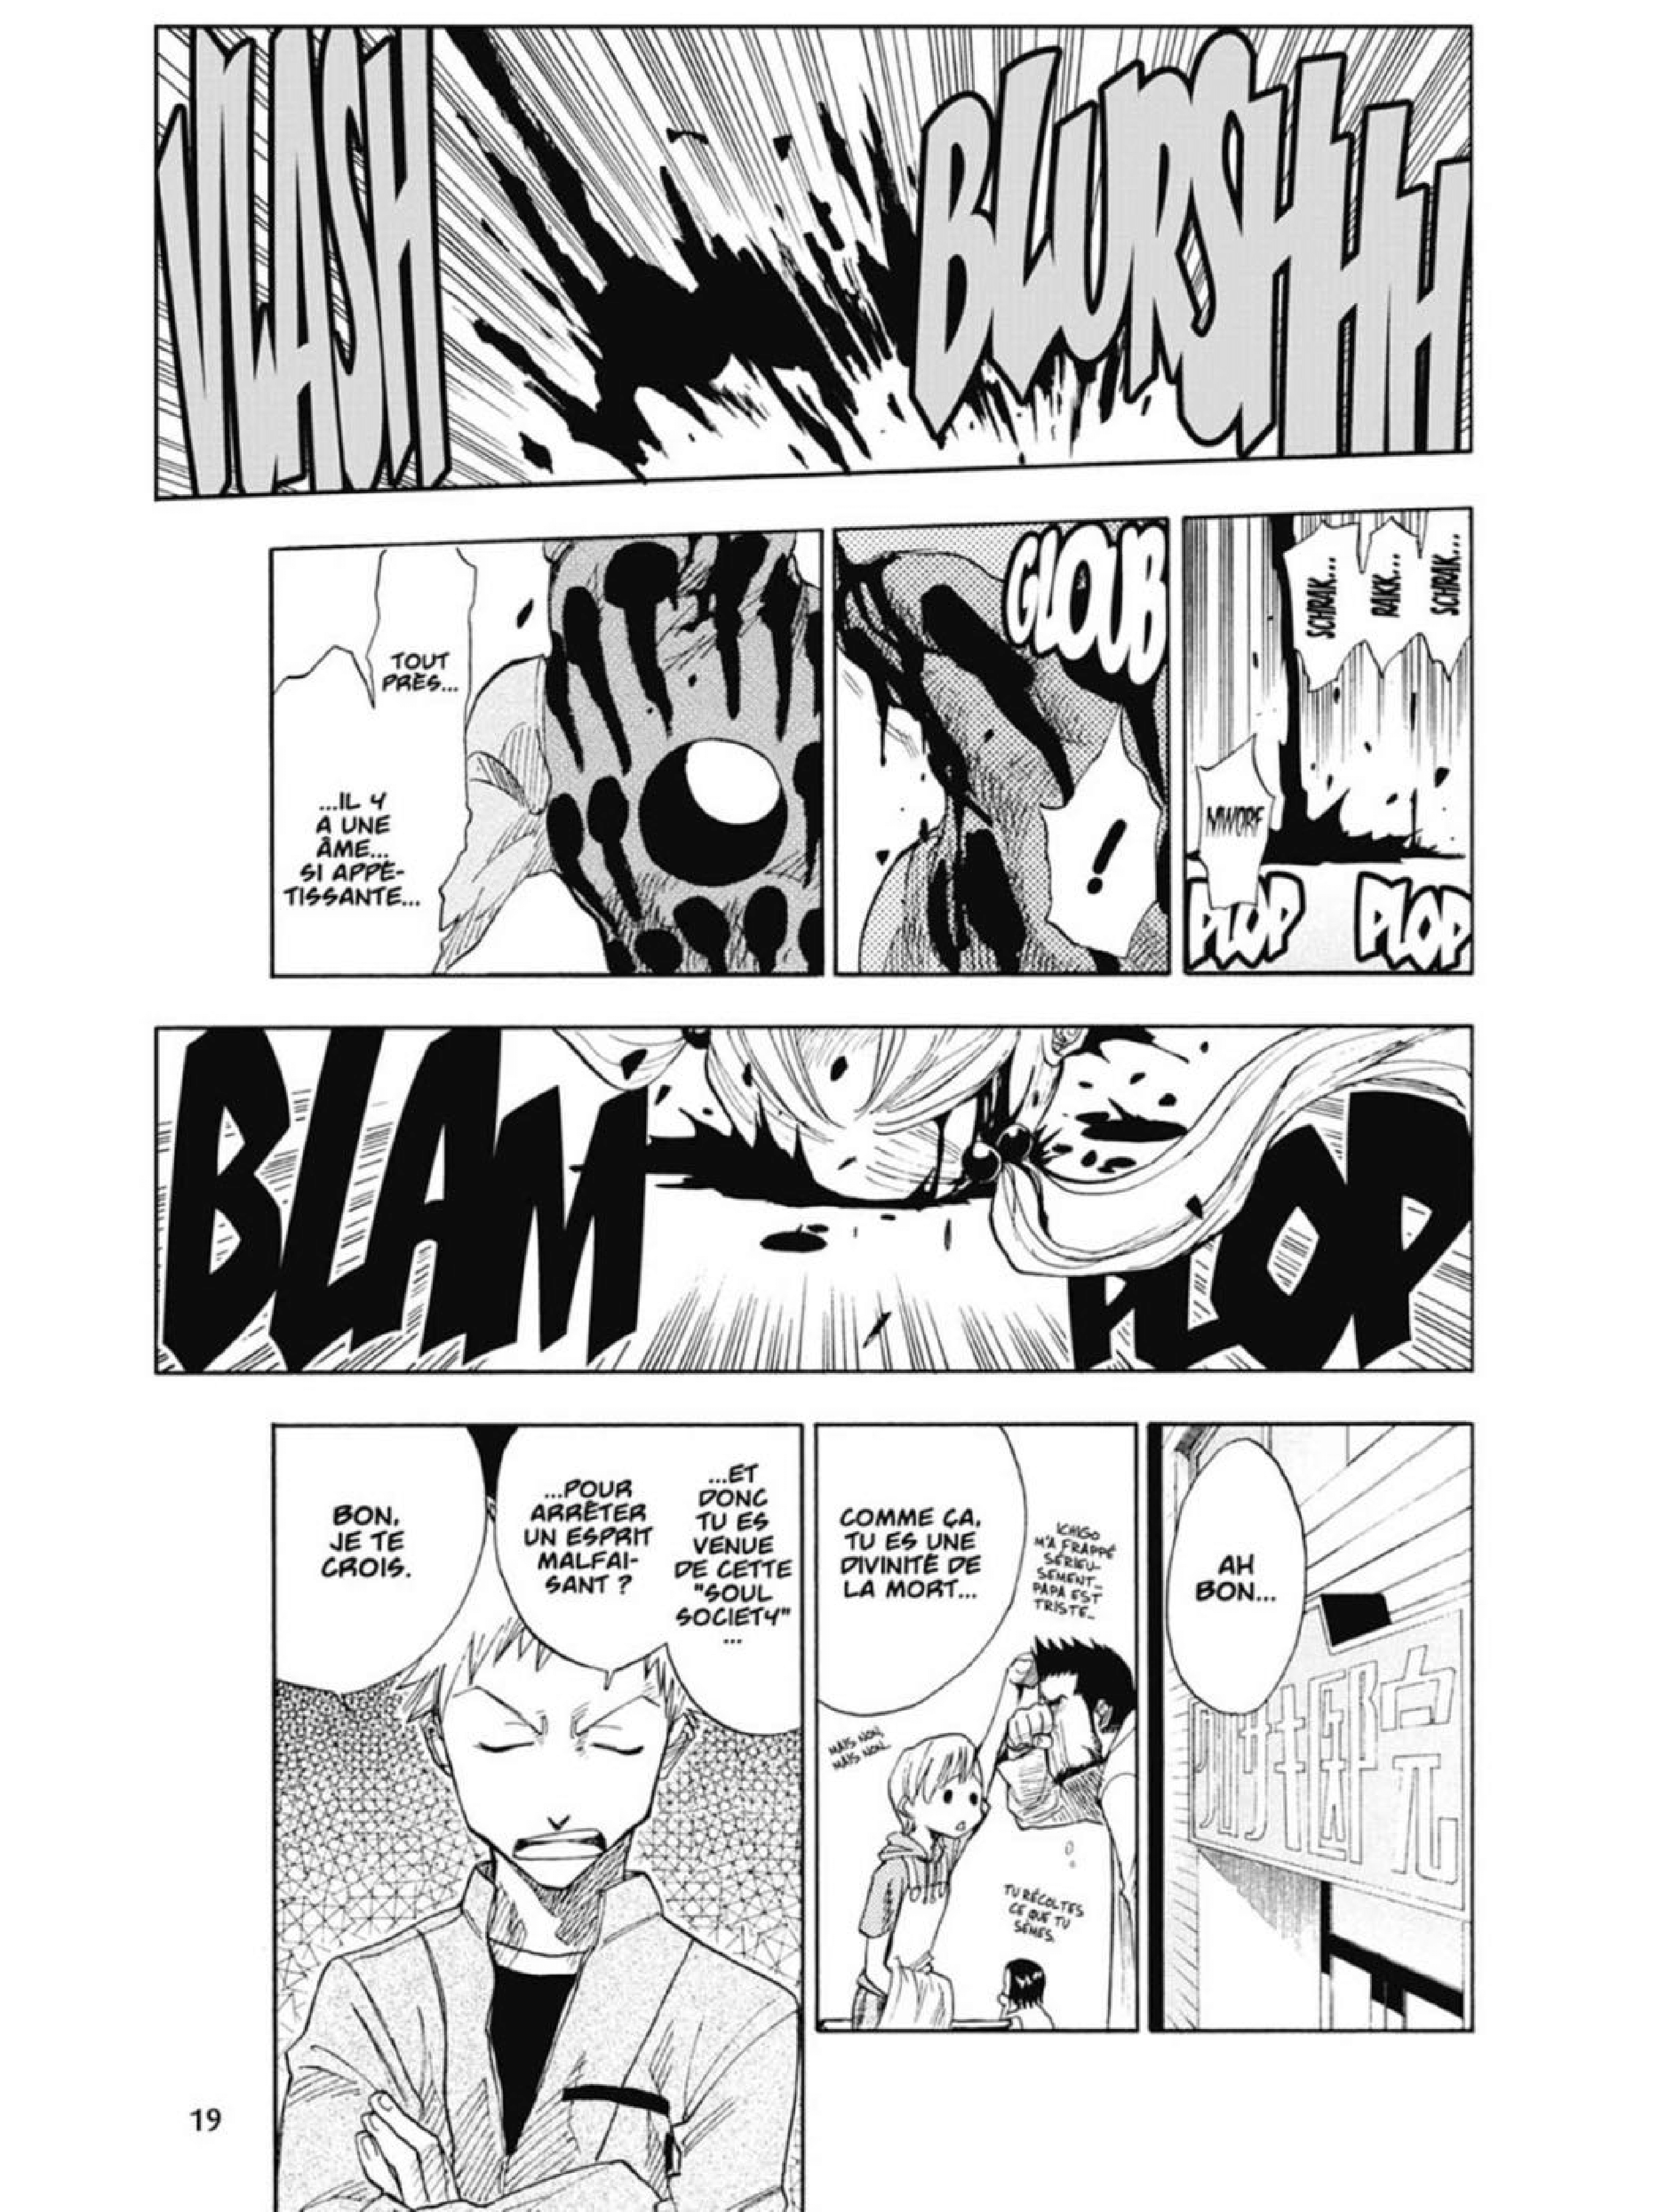 BLURSHHH
VLASH
SCHRAK...
RAKK...
SCHRAK...
MWORF
PLOP
PLOP
GLOUB
!
TOUT
PRÈS...
...IL Y
A UNE
ÂME...
SI APPÉ-
TISSANTE...
PLOP
BLAM
AH
BON...
ICHIGO
M'A FRAPPÉ
SÉRIEU-
SEMENT...
PAPA EST
TRISTE...
COMME ÇA,
TU ES UNE
DIVINITÉ DE
LA MORT...
MAIS NON,
MAIS NON...
TU RÉCOLTES
CE QUE TU
SÈMES.
...ET
DONC
TU ES
VENUE
DE CETTE
"SOUL
SOCIETY"
...
...POUR
ARRÊTER
UN ESPRIT
MALFAI-
SANT ?
BON,
JE TE
CROIS.
19